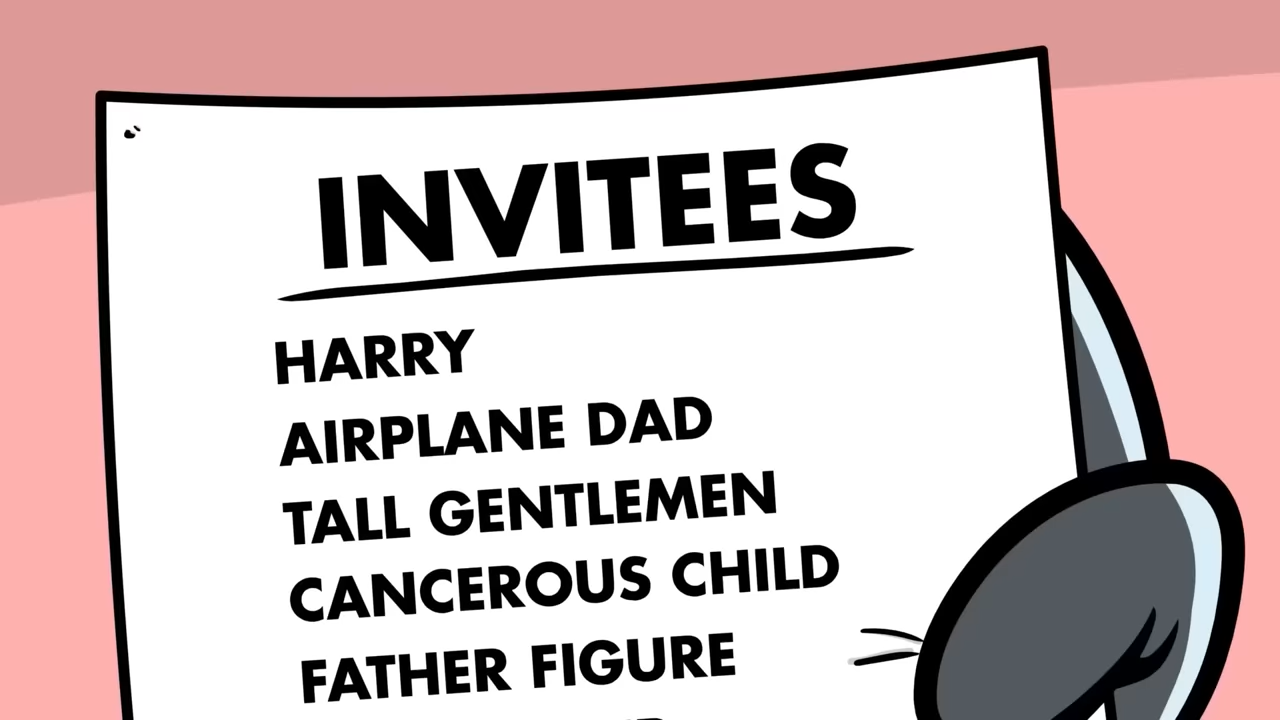 INVITEES
HARRY
AIRPLANE DAD
TALL GENTLEMEN
CANCEROUS CHILD
FATHER FIGURE